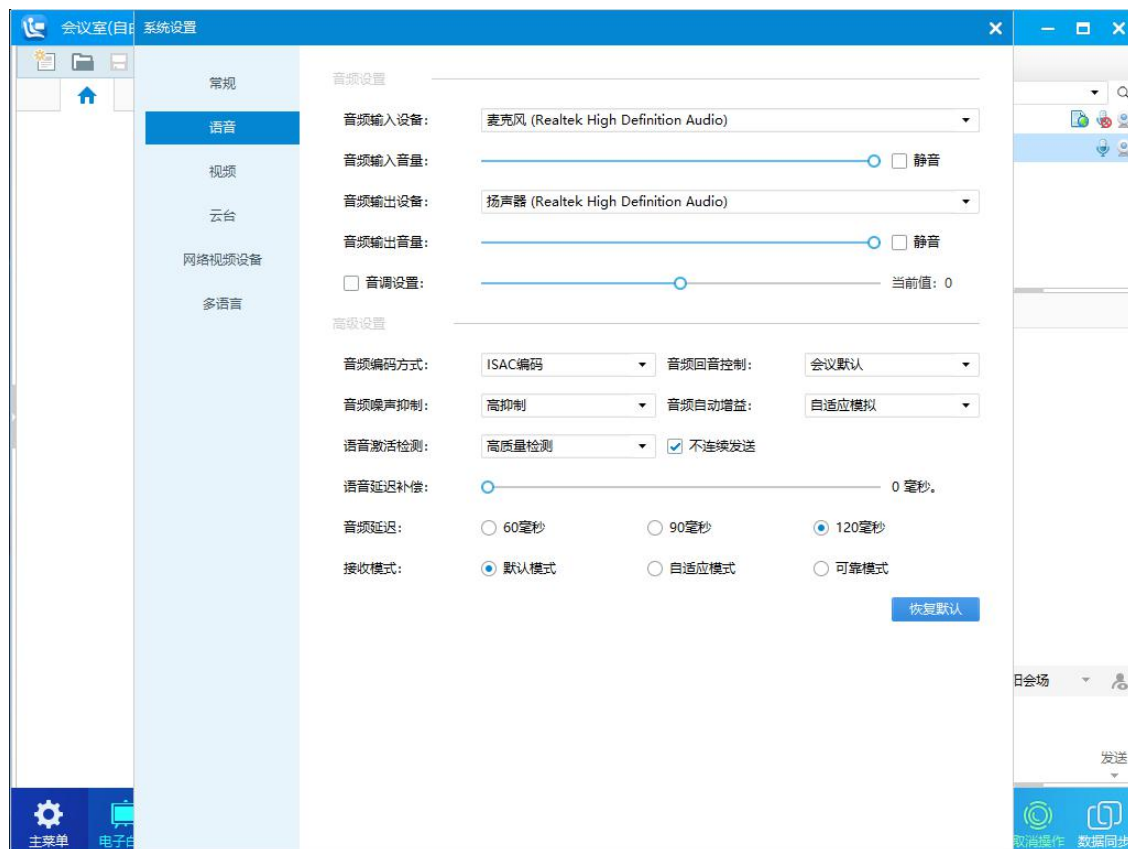 会议室(自由
系统设置
常规
语音
视频
云台
网络视频设备
多语言
音频设置
音频输入设备: 麦克风 (Realtek High Definition Audio)
音频输入音量: 静音
音频输出设备: 扬声器 (Realtek High Definition Audio)
音频输出音量: 静音
音调设置: 当前值: 0
高级设置
音频编码方式: ISAC编码 音频回音控制: 会议默认
音频噪声抑制: 高抑制 音频自动增益: 自适应模拟
语音激活检测: 高质量检测 不连续发送
语音延迟补偿: 0 毫秒。
音频延迟: 60毫秒 90毫秒 120毫秒
接收模式: 默认模式 自适应模式 可靠模式
恢复默认
会场
发送
主菜单 电子白 取消操作 数据同步